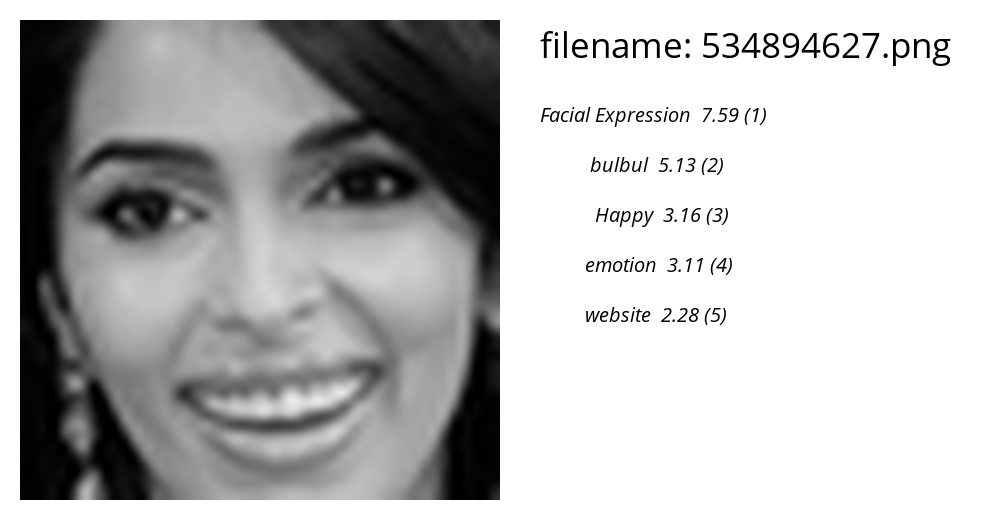 filename: 534894627.png
Facial Expression 7.59 (1)
bulbul 5.13 (2)
Happy 3.16 (3)
emotion 3.11 (4)
website 2.28 (5)